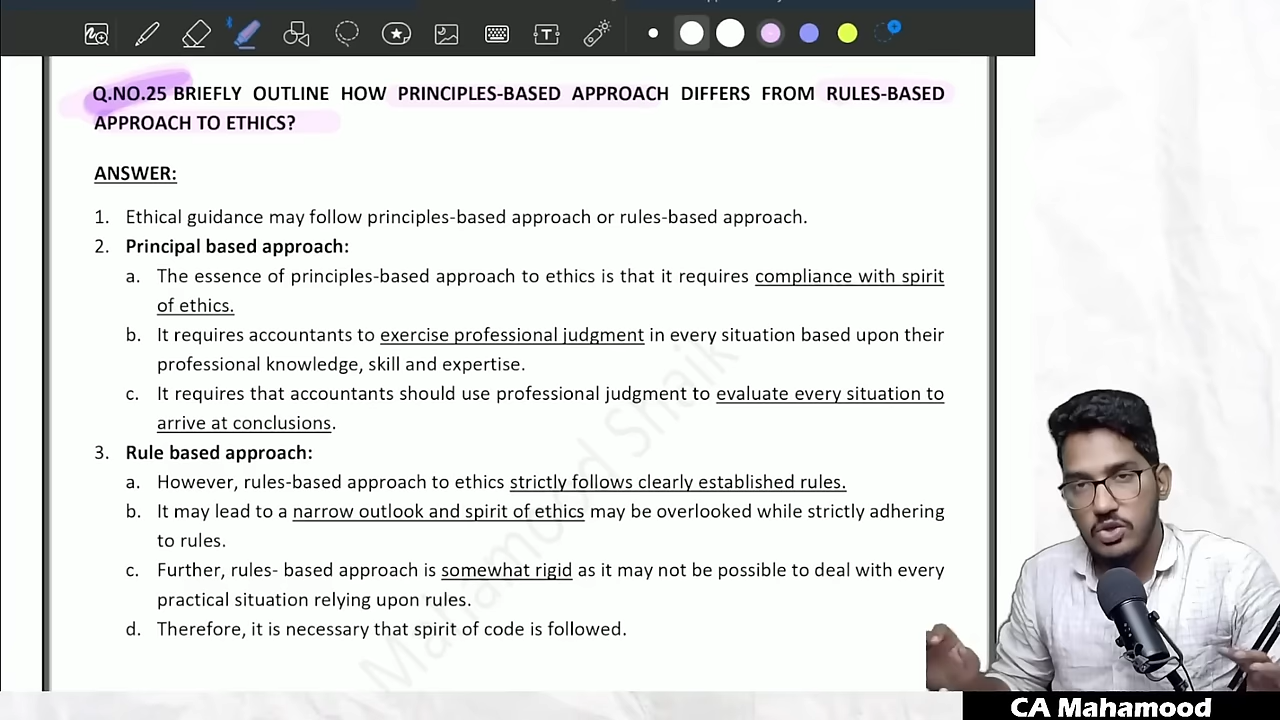 Q.NO.25 BRIEFLY OUTLINE HOW PRINCIPLES-BASED APPROACH DIFFERS FROM RULES-BASED
APPROACH TO ETHICS?
ANSWER:
1. Ethical guidance may follow principles-based approach or rules-based approach.
2. Principal based approach:
a. The essence of principles-based approach to ethics is that it requires compliance with spirit
of ethics.
b. It requires accountants to exercise professional judgment in every situation based upon their
professional knowledge, skill and expertise.
c. It requires that accountants should use professional judgment to evaluate every situation to
arrive at conclusions.
3. Rule based approach:
a. However, rules-based approach to ethics strictly follows clearly established rules.
b. It may lead to a narrow outlook and spirit of ethics may be overlooked while strictly adhering
to rules.
c. Further, rules- based approach is somewhat rigid as it may not be possible to deal with every
practical situation relying upon rules.
d. Therefore, it is necessary that spirit of code is followed.
Mahamood Shaik
CA Mahamood